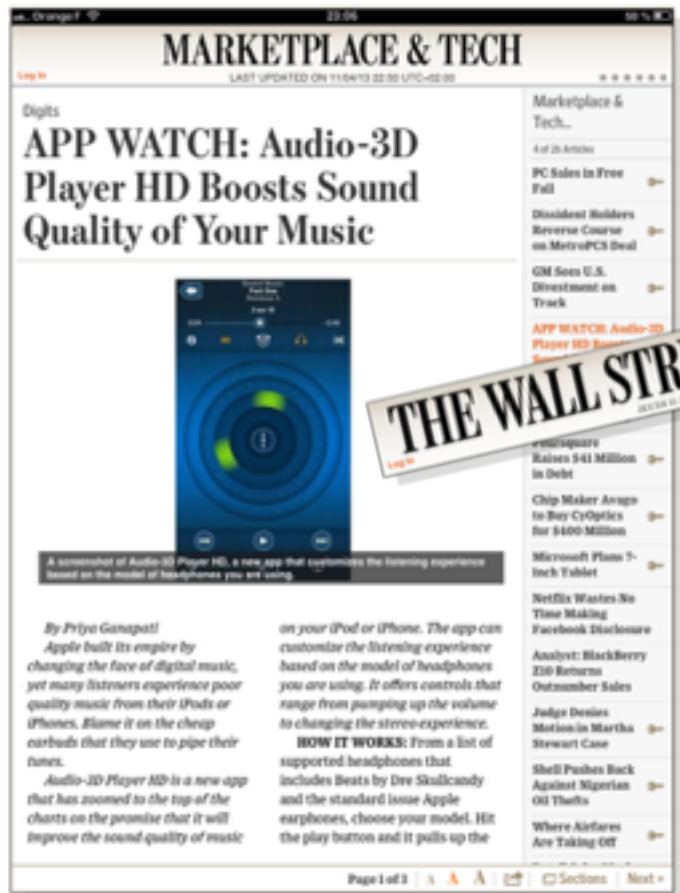 Orange F
23:06
50 %
MARKETPLACE & TECH
Log In
LAST UPDATED ON 11/04/13 22:50 UTC+02:00
Digits
APP WATCH: Audio-3D
Player HD Boosts Sound
Quality of Your Music
A screenshot of Audio-3D Player HD, a new app that customizes the listening experience
based on the model of headphones you are using.
By Priya Ganapati
Apple built its empire by
changing the face of digital music,
yet many listeners experience poor
quality music from their iPods or
iPhones. Blame it on the cheap
earbuds that they use to pipe their
tunes.
Audio-3D Player HD is a new app
that has zoomed to the top of the
charts on the promise that it will
improve the sound quality of music
on your iPod or iPhone. The app can
customize the listening experience
based on the model of headphones
you are using. It offers controls that
range from pumping up the volume
to changing the stereo experience.
HOW IT WORKS: From a list of
supported headphones that
includes Beats by Dre Skullcandy
and the standard issue Apple
earphones, choose your model. Hit
the play button and it pulls up the
Marketplace &
Tech...
4 of 26 Articles
PC Sales in Free
Fall
Dissident Holders
Reverse Course
on MetroPCS Deal
GM Sees U.S.
Divestment on
Track
APP WATCH: Audio-3D
Player HD Boosts
THE WALL STR
Log In
Foursquare
Raises $41 Million
in Debt
Chip Maker Avago
to Buy CyOptics
for $400 Million
Microsoft Plans 7-
Inch Tablet
Netflix Wastes No
Time Making
Facebook Disclosure
Analyst: BlackBerry
Z10 Returns
Outnumber Sales
Judge Denies
Motion in Martha
Stewart Case
Shell Pushes Back
Against Nigerian
Oil Thefts
Where Airfares
Are Taking Off
Page 1 of 3 A A A Sections Next »